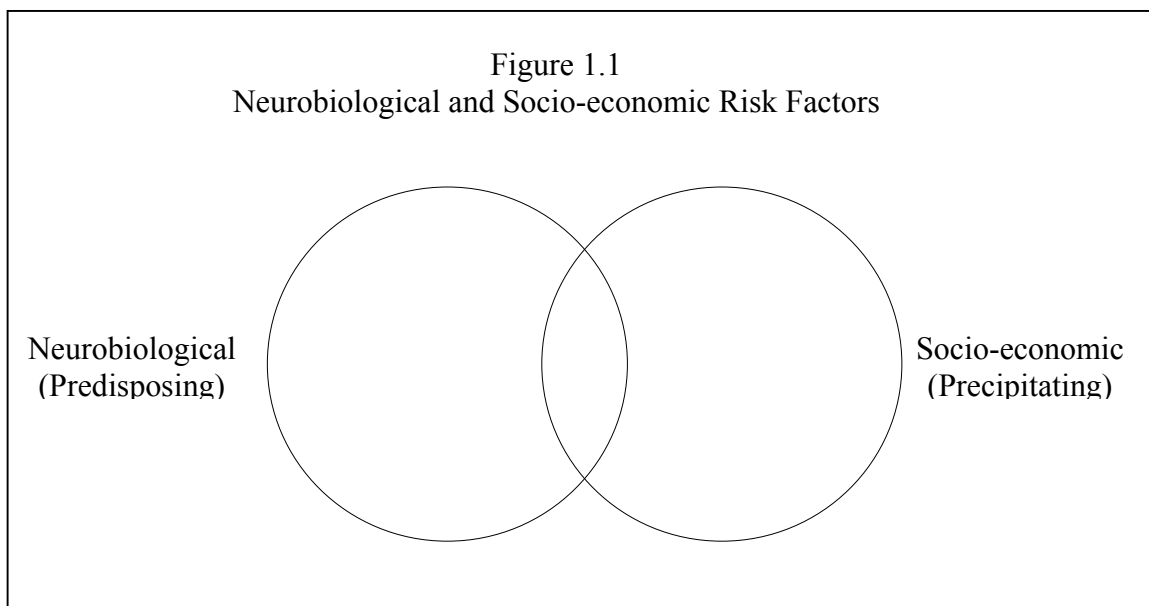 Figure 1.1
Neurobiological and Socio-economic Risk Factors
Neurobiological
(Predisposing)
Socio-economic
(Precipitating)